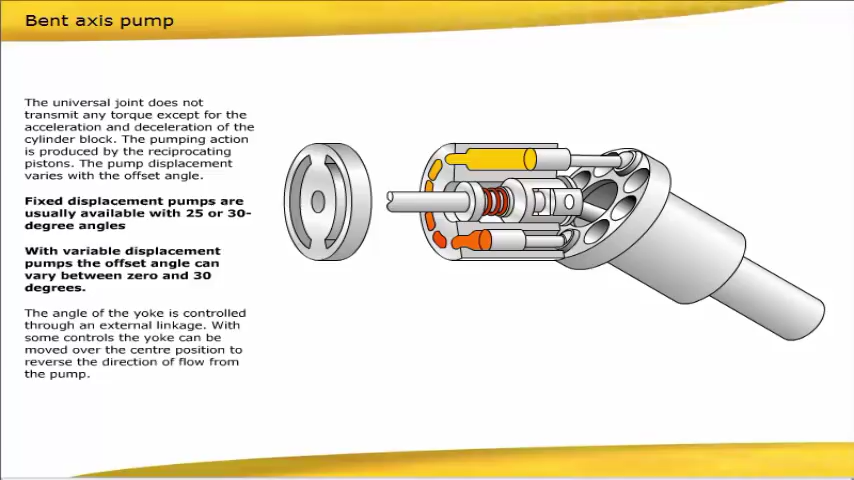 Bent axis pump
The universal joint does not
transmit any torque except for the
acceleration and deceleration of the
cylinder block. The pumping action
is produced by the reciprocating
pistons. The pump displacement
varies with the offset angle.
Fixed displacement pumps are
usually available with 25 or 30-
degree angles
With variable displacement
pumps the offset angle can
vary between zero and 30
degrees.
The angle of the yoke is controlled
through an external linkage. With
some controls the yoke can be
moved over the centre position to
reverse the direction of flow from
the pump.